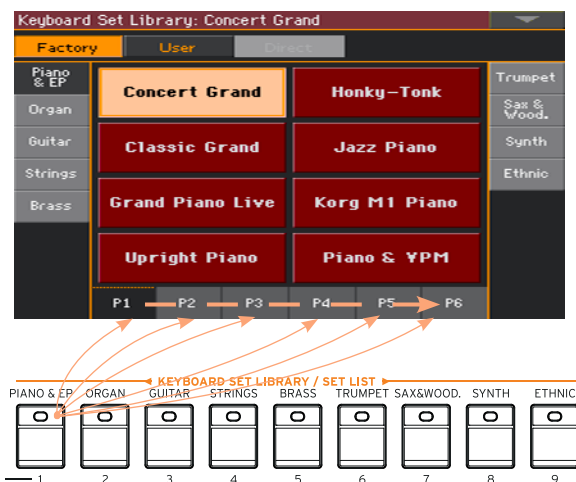 Keyboard Set Library: Concert Grand
Factory User Direct
Piano & EP
Organ
Guitar
Strings
Brass
Concert Grand Honky-Tonk
Classic Grand Jazz Piano
Grand Piano Live Korg M1 Piano
Upright Piano Piano & YPM
Trumpet
Sax & Wood.
Synth
Ethnic
P1 P2 P3 P4 P5 P6
KEYBOARD SET LIBRARY / SET LIST
PIANO & EP ORGAN GUITAR STRINGS BRASS TRUMPET SAX&WOOD. SYNTH ETHNIC
1 2 3 4 5 6 7 8 9